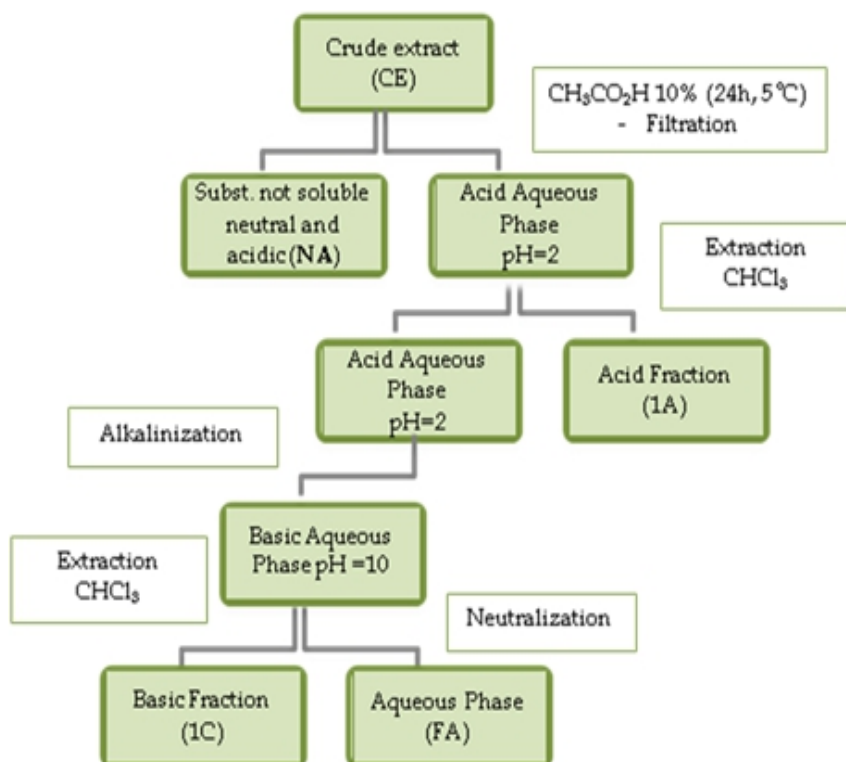 Crude extract
(CE)
CH₃CO₂H 10% (24h, 5°C)
- Filtration
Subst. not soluble
neutral and
acidic (NA)
Acid Aqueous
Phase
pH=2
Extraction
CHCl₃
Acid Aqueous
Phase
pH=2
Acid Fraction
(1A)
Alkalinization
Basic Aqueous
Phase pH =10
Extraction
CHCl₃
Neutralization
Basic Fraction
(1C)
Aqueous Phase
(FA)